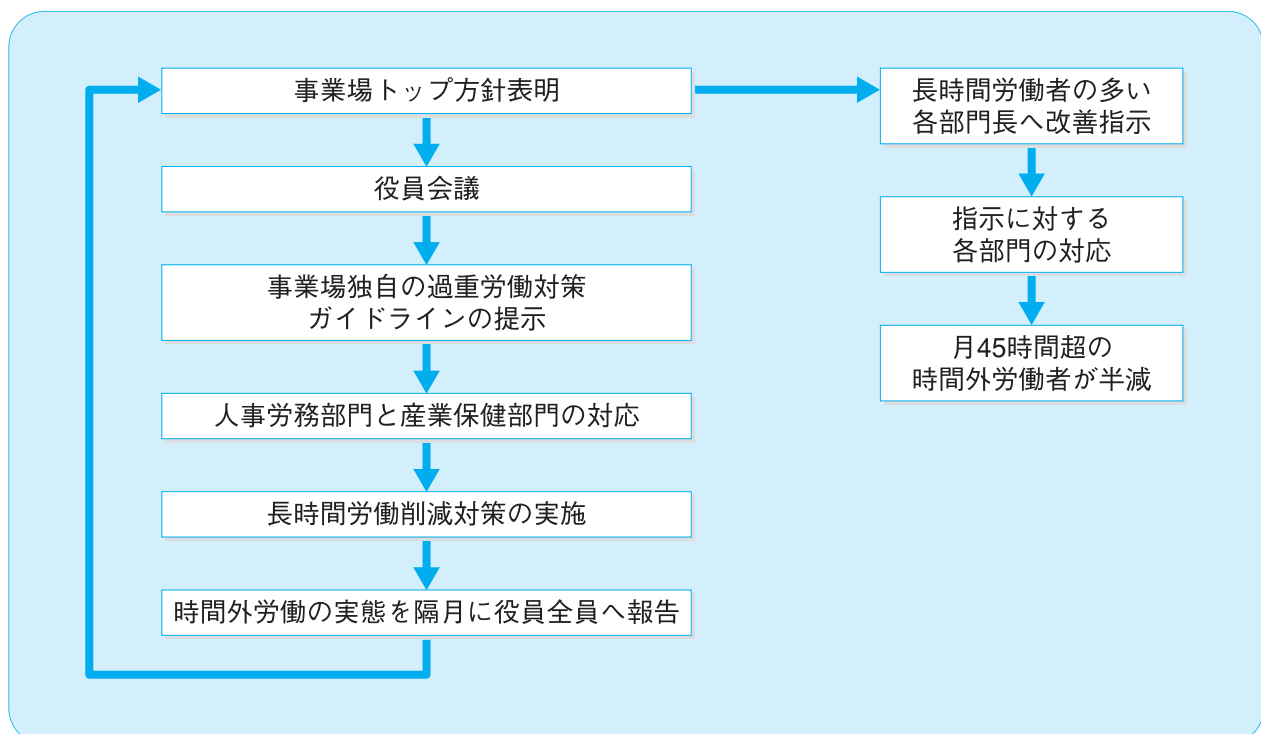 事業場トップ方針表明
役員会議
事業場独自の過重労働対策
ガイドラインの提示
人事労務部門と産業保健部門の対応
長時間労働削減対策の実施
時間外労働の実態を隔月に役員全員へ報告
長時間労働者の多い
各部門長へ改善指示
指示に対する
各部門の対応
月45時間超の
時間外労働者が半減